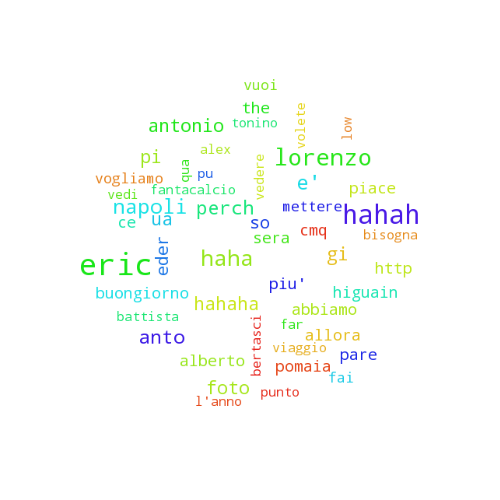 vuoi
the
volete
low
antonio
tonino
pi
alex
lorenzo
vogliamo
qua
pu
vedere
e'
piace
vedi
fantacalcio
napoli
perch
mettere
hahah
ce
ua
so
cmq
bisogna
eder
sera
eric
haha
gi
http
buongiorno
piu'
higuain
hahaha
abbiamo
battista
anto
bertasci
far
allora
viaggio
pare
alberto
pomaia
foto
fai
l'anno
punto